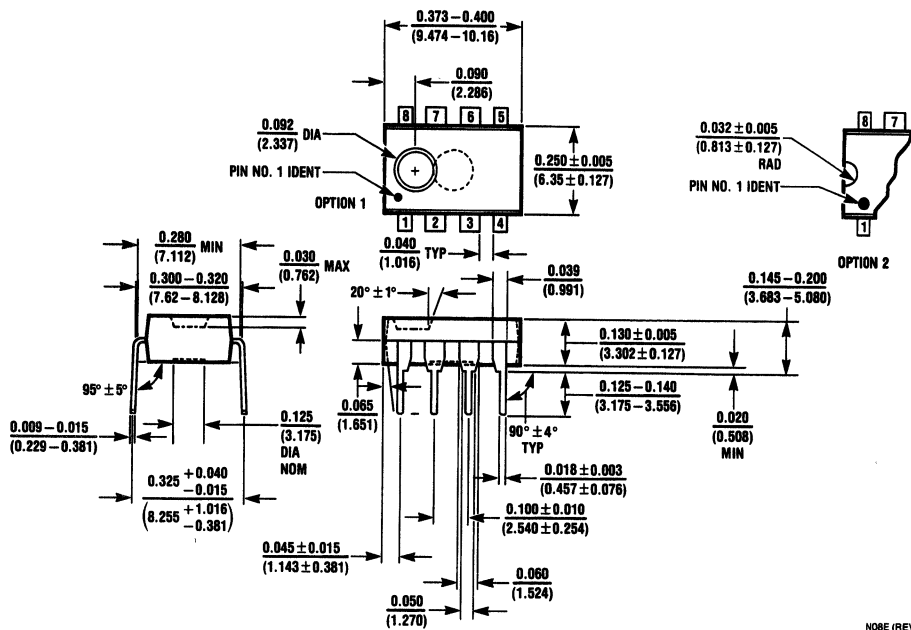 0.373–0.400
(9.474–10.16)
0.090
(2.286)
8 7 6 5
0.092 DIA
(2.337)
PIN NO. 1 IDENT
OPTION 1
+
0.250 ± 0.005
(6.35 ± 0.127)
1 2 3 4
8 7
0.032 ± 0.005
(0.813 ± 0.127)
RAD
PIN NO. 1 IDENT
1
OPTION 2
0.280 MIN
(7.112)
0.300–0.320
(7.62–8.128)
0.030 MAX
(0.762)
0.040 TYP
(1.016)
0.039
(0.991)
20° ± 1°
0.145–0.200
(3.683–5.080)
0.130 ± 0.005
(3.302 ± 0.127)
95° ± 5°
0.009–0.015
(0.229–0.381)
0.125
(3.175)
DIA
NOM
0.065
(1.651)
0.125–0.140
(3.175–3.556)
0.020
(0.508)
MIN
90° ± 4°
TYP
0.325 +0.040
−0.015
(8.255 +1.016
−0.381)
0.018 ± 0.003
(0.457 ± 0.076)
0.100 ± 0.010
(2.540 ± 0.254)
0.045 ± 0.015
(1.143 ± 0.381)
0.060
(1.524)
0.050
(1.270)
N08E (REV